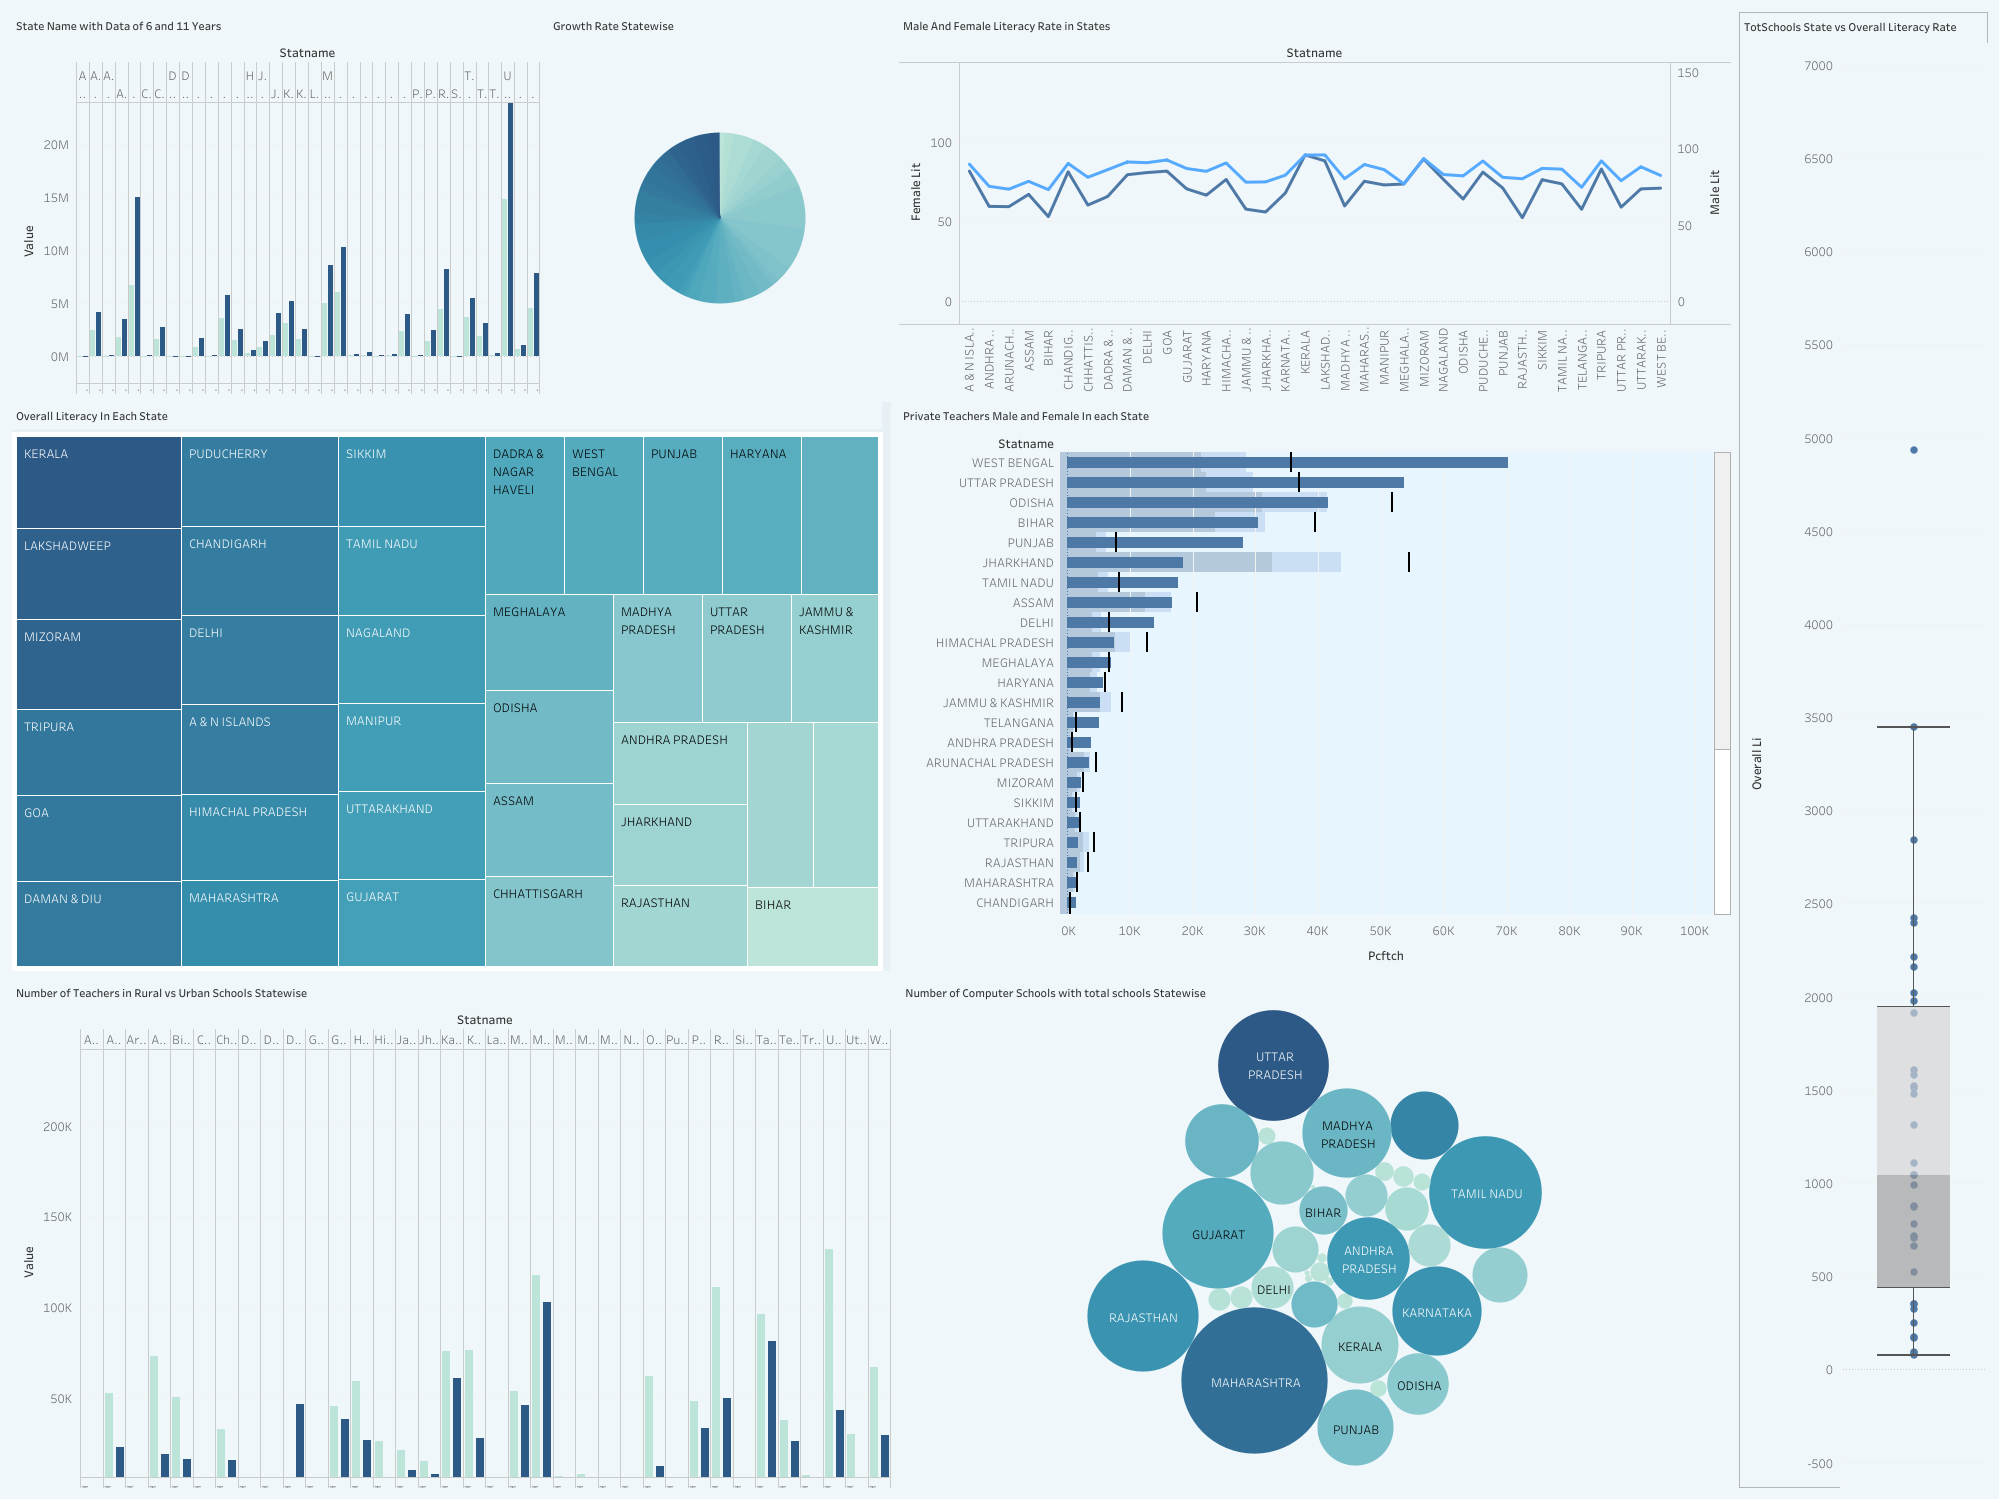 State Name with Data of 6 and 11 Years
Statname
A A. A. D D H J. M T. U
.. . . A. . C. C. .. .. . . . .. . J. K. K. L. .. . . . . . . P. P. R. S. . T. T. .. . .
20M
15M
10M
5M
0M
Value
Growth Rate Statewise
Male And Female Literacy Rate in States
Statname
100
50
0
Female Lit
150
100
50
0
Male Lit
A & N ISLA..
ANDHRA ..
ARUNACH..
ASSAM
BIHAR
CHANDIG..
CHHATTIS..
DADRA & ..
DAMAN & ..
DELHI
GOA
GUJARAT
HARYANA
HIMACHA..
JAMMU & ..
JHARKHA..
KARNATA..
KERALA
LAKSHAD..
MADHYA ..
MAHARAS..
MANIPUR
MEGHALA..
MIZORAM
NAGALAND
ODISHA
PUDUCHE..
PUNJAB
RAJASTH..
SIKKIM
TAMIL NA..
TELANGA..
TRIPURA
UTTAR PR..
UTTARAK..
WEST BE..
TotSchools State vs Overall Literacy Rate
7000
6500
6000
5500
5000
4500
4000
3500
3000
2500
2000
1500
1000
500
0
-500
Overall Li
Overall Literacy In Each State
KERALA
LAKSHADWEEP
MIZORAM
TRIPURA
GOA
DAMAN & DIU
PUDUCHERRY
CHANDIGARH
DELHI
A & N ISLANDS
HIMACHAL PRADESH
MAHARASHTRA
SIKKIM
TAMIL NADU
NAGALAND
MANIPUR
UTTARAKHAND
GUJARAT
DADRA &
NAGAR
HAVELI
WEST
BENGAL
PUNJAB
HARYANA
MEGHALAYA
ODISHA
ASSAM
CHHATTISGARH
MADHYA
PRADESH
UTTAR
PRADESH
JAMMU &
KASHMIR
ANDHRA PRADESH
JHARKHAND
RAJASTHAN
BIHAR
Private Teachers Male and Female In each State
Statname
WEST BENGAL
UTTAR PRADESH
ODISHA
BIHAR
PUNJAB
JHARKHAND
TAMIL NADU
ASSAM
DELHI
HIMACHAL PRADESH
MEGHALAYA
HARYANA
JAMMU & KASHMIR
TELANGANA
ANDHRA PRADESH
ARUNACHAL PRADESH
MIZORAM
SIKKIM
UTTARAKHAND
TRIPURA
RAJASTHAN
MAHARASHTRA
CHANDIGARH
0K 10K 20K 30K 40K 50K 60K 70K 80K 90K 100K
Pcftch
Number of Teachers in Rural vs Urban Schools Statewise
Statname
A.. A.. Ar.. A.. Bi.. C.. Ch.. D.. D.. D.. G.. G.. H.. Hi.. Ja.. Jh.. Ka.. K.. La.. M.. M.. M.. M.. M.. N.. O.. Pu.. P.. R.. Si.. Ta.. Te.. Tr.. U.. Ut.. W..
200K
150K
100K
50K
Value
Number of Computer Schools with total schools Statewise
UTTAR
PRADESH
MADHYA
PRADESH
TAMIL NADU
BIHAR
GUJARAT
ANDHRA
PRADESH
DELHI
KARNATAKA
RAJASTHAN
KERALA
MAHARASHTRA
ODISHA
PUNJAB